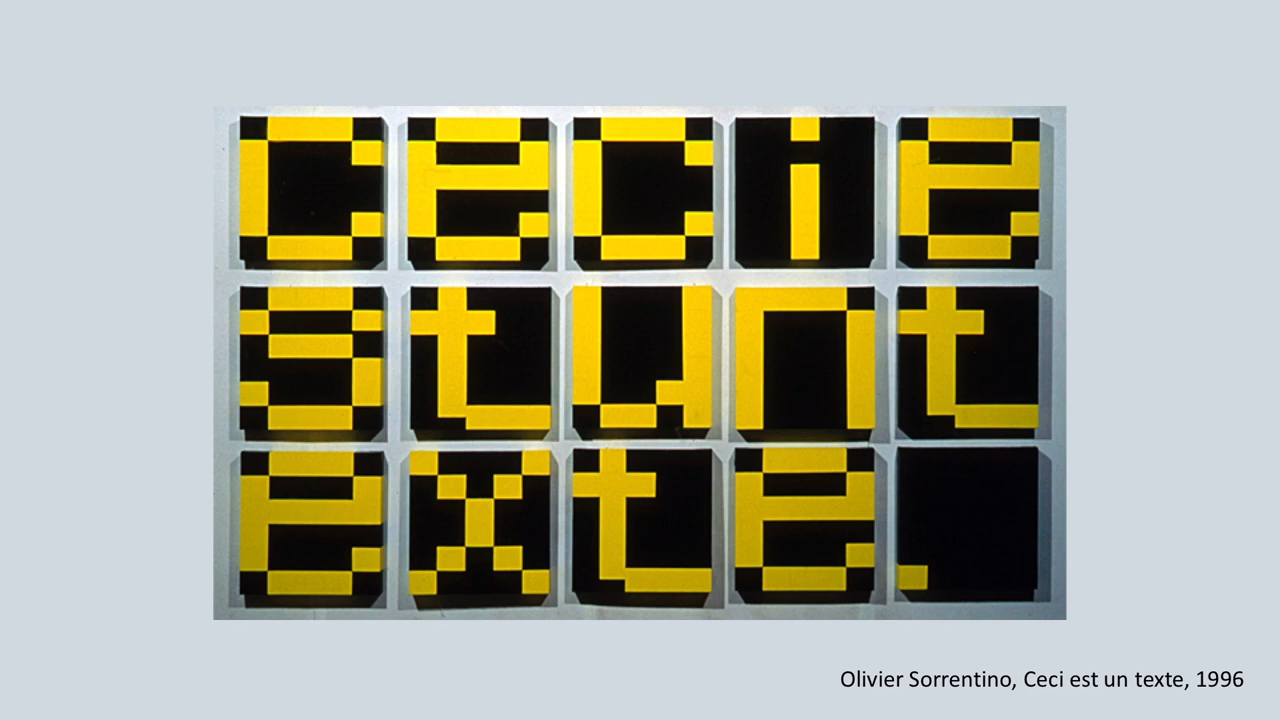 cecie
stunt
exte.
Olivier Sorrentino, Ceci est un texte, 1996